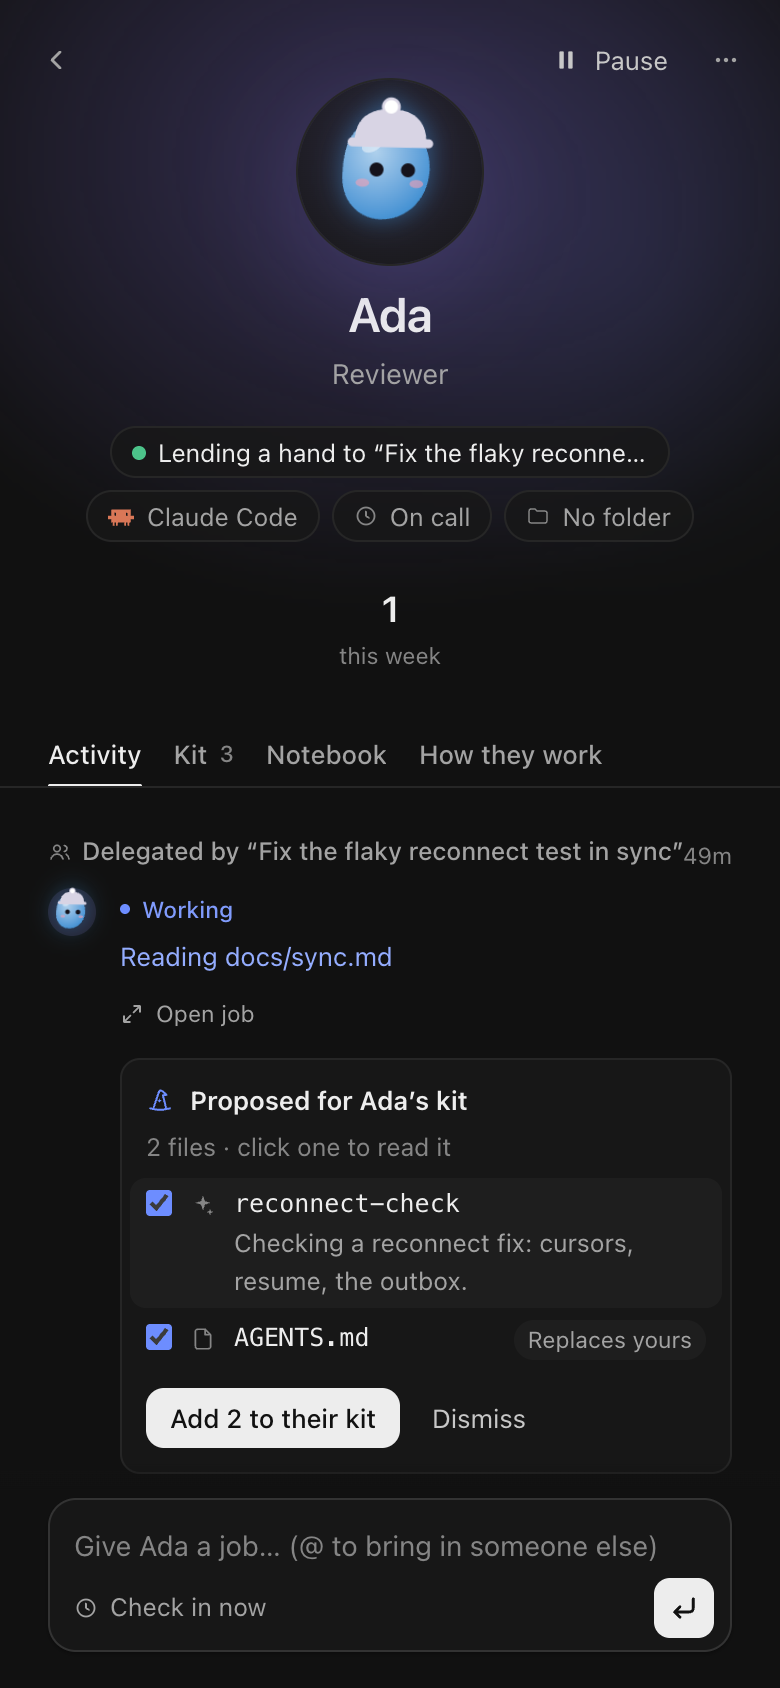 Pause
Ada
Reviewer
Lending a hand to “Fix the flaky reconne...
Claude Code
On call
No folder
1
this week
Activity
Kit 3
Notebook
How they work
Delegated by “Fix the flaky reconnect test in sync” 49m
Working
Reading docs/sync.md
Open job
Proposed for Ada’s kit
2 files · click one to read it
reconnect-check
Checking a reconnect fix: cursors,
resume, the outbox.
AGENTS.md
Replaces yours
Add 2 to their kit
Dismiss
Give Ada a job... (@ to bring in someone else)
Check in now